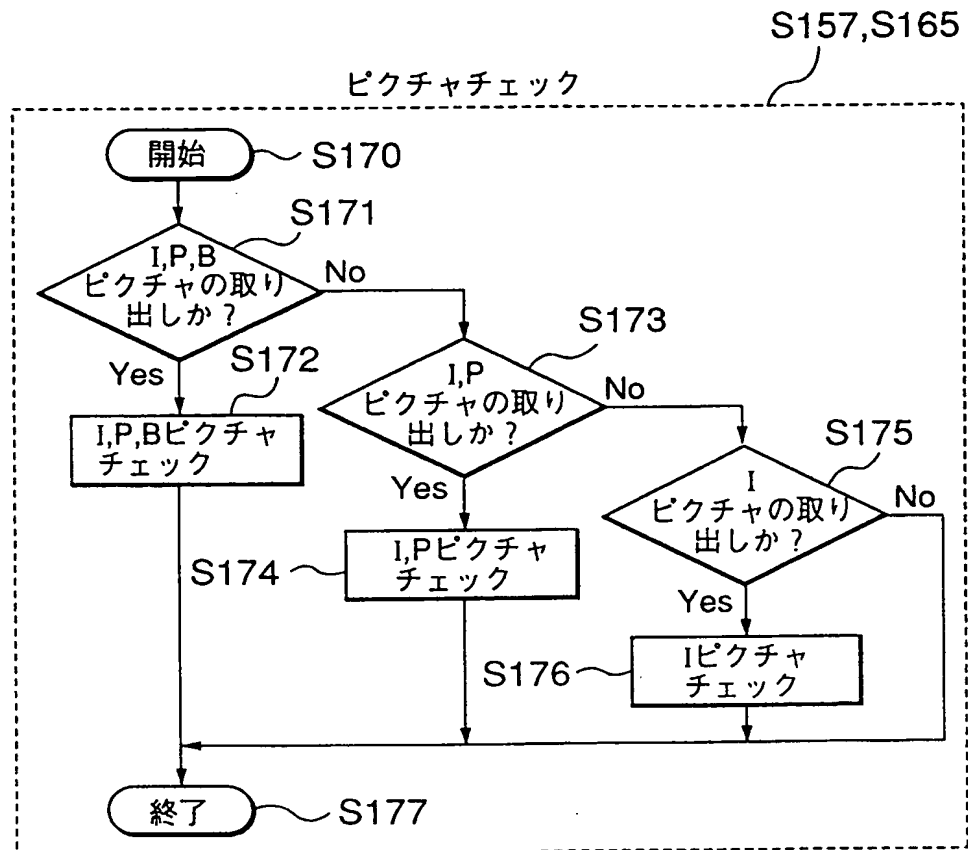 S157,S165
ピクチャチェック
開始
S170
S171
I,P,B
ピクチャの取り
出しか?
No
Yes
S172
I,P,Bピクチャ
チェック
S173
I,P
ピクチャの取り
出しか?
No
Yes
S174
I,Pピクチャ
チェック
S175
I
ピクチャの取り
出しか?
No
Yes
S176
Iピクチャ
チェック
終了
S177